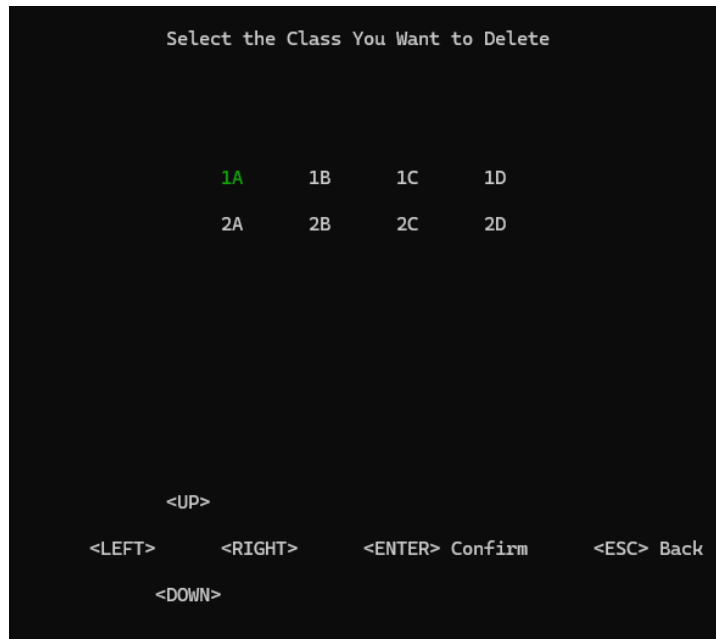 Select the Class You Want to Delete
1A 1B 1C 1D
2A 2B 2C 2D
<UP>
<LEFT> <RIGHT> <ENTER> Confirm <ESC> Back
<DOWN>